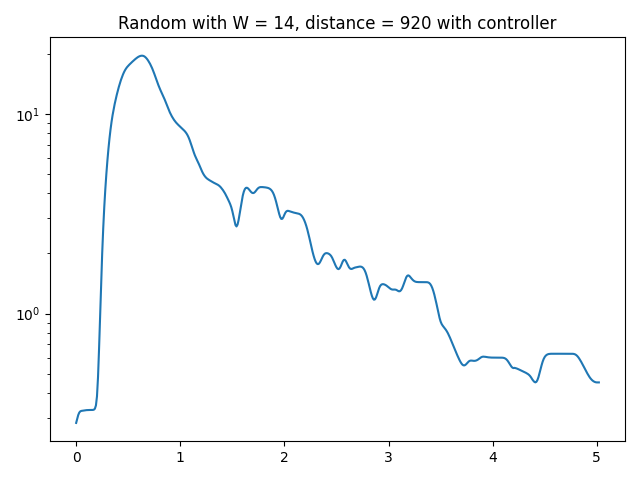 Random with W = 14, distance = 920 with controller
10¹
10⁰
0 1 2 3 4 5